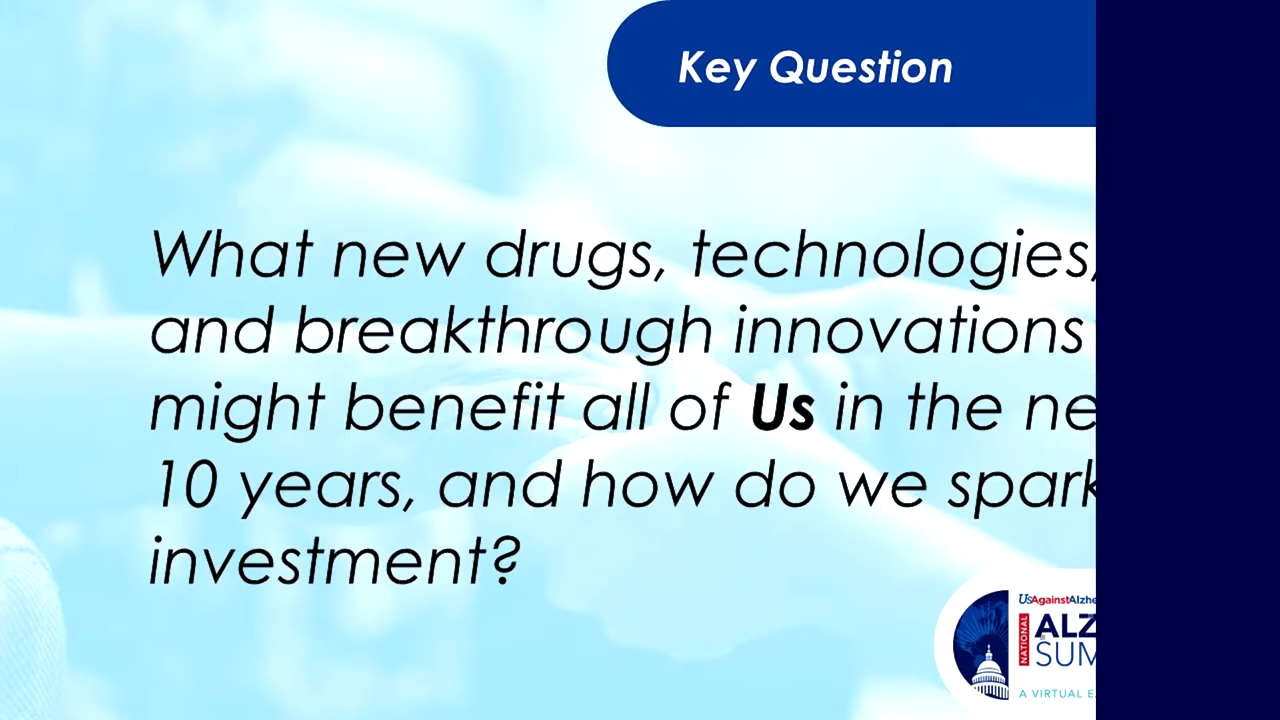 Key Question
What new drugs, technologies,
and breakthrough innovations
might benefit all of Us in the ne
10 years, and how do we spark
investment?
UsAgainstAlzhe
NATIONAL
ALZ
SUM
A VIRTUAL E